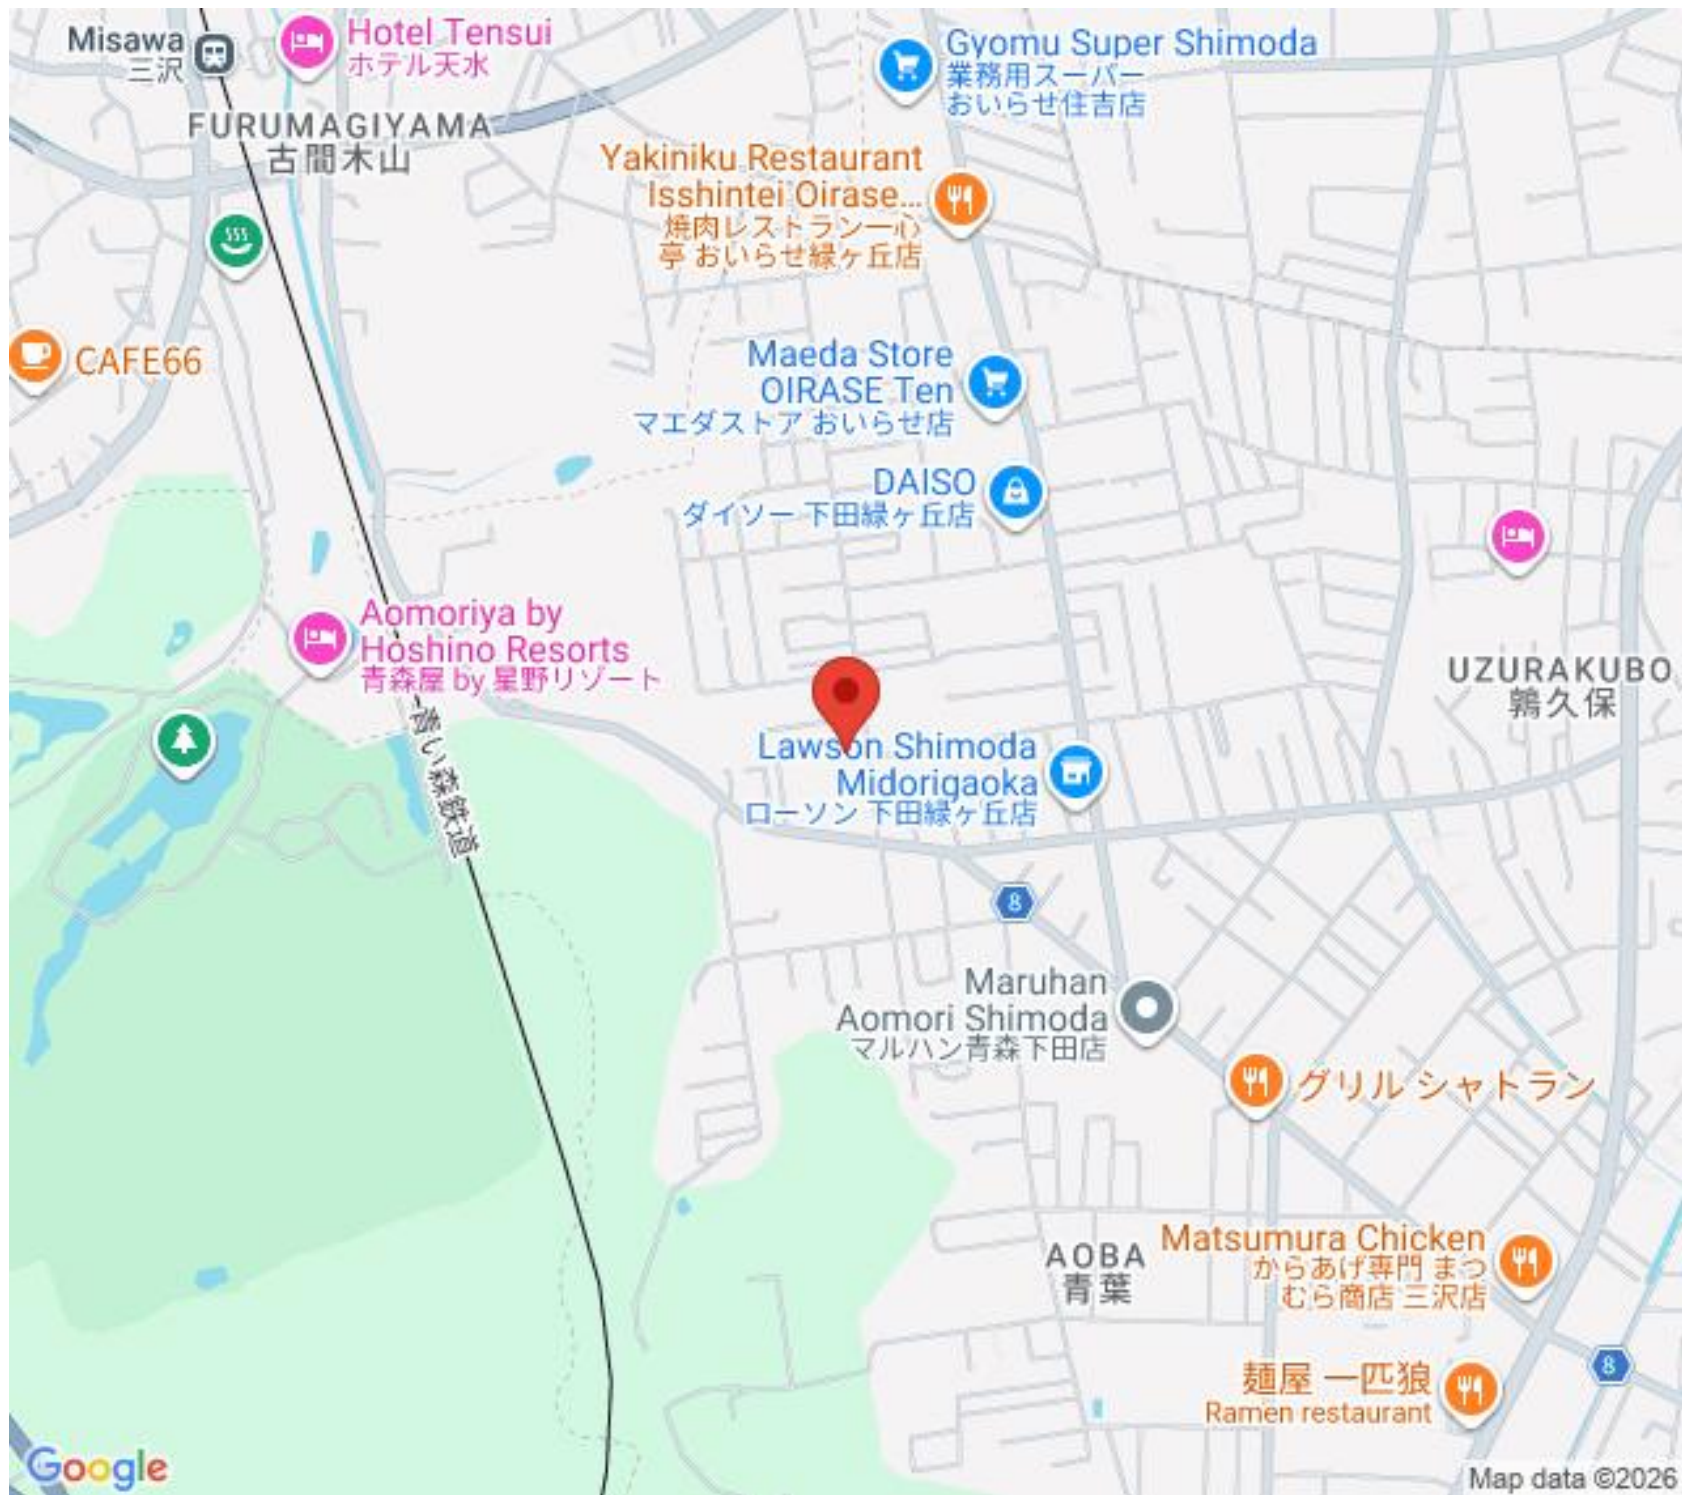 Misawa
三沢
Hotel Tensui
ホテル天水
Gyomu Super Shimoda
業務用スーパー
おいらせ住吉店
FURUMAGIYAMA
古間木山
Yakiniku Restaurant
Isshintei Oirase...
焼肉レストラン一心
亭 おいらせ緑ヶ丘店
CAFE66
Maeda Store
OIRASE Ten
マエダストア おいらせ店
DAISO
ダイソー 下田緑ヶ丘店
Aomoriya by
Hoshino Resorts
青森屋 by 星野リゾート
UZURAKUBO
鶉久保
青い森鉄道
Lawson Shimoda
Midorigaoka
ローソン 下田緑ヶ丘店
8
Maruhan
Aomori Shimoda
マルハン青森下田店
グリル シャトラン
AOBA
青葉
Matsumura Chicken
からあげ専門 まつ
むら商店 三沢店
8
麺屋 一匹狼
Ramen restaurant
Google
Map data ©2026